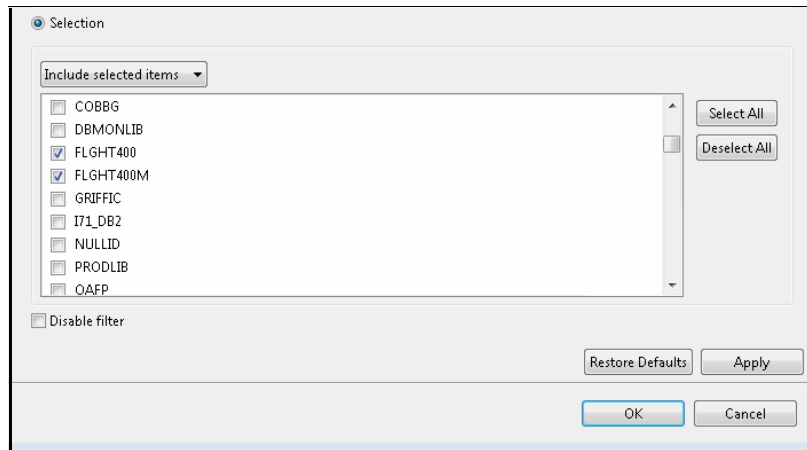 Selection
Include selected items
COBBG
DBMONLIB
FLGHT400
FLGHT400M
GRIFFIC
I71_DB2
NULLID
PRODLIB
QAFP
Select All
Deselect All
Disable filter
Restore Defaults
Apply
OK
Cancel